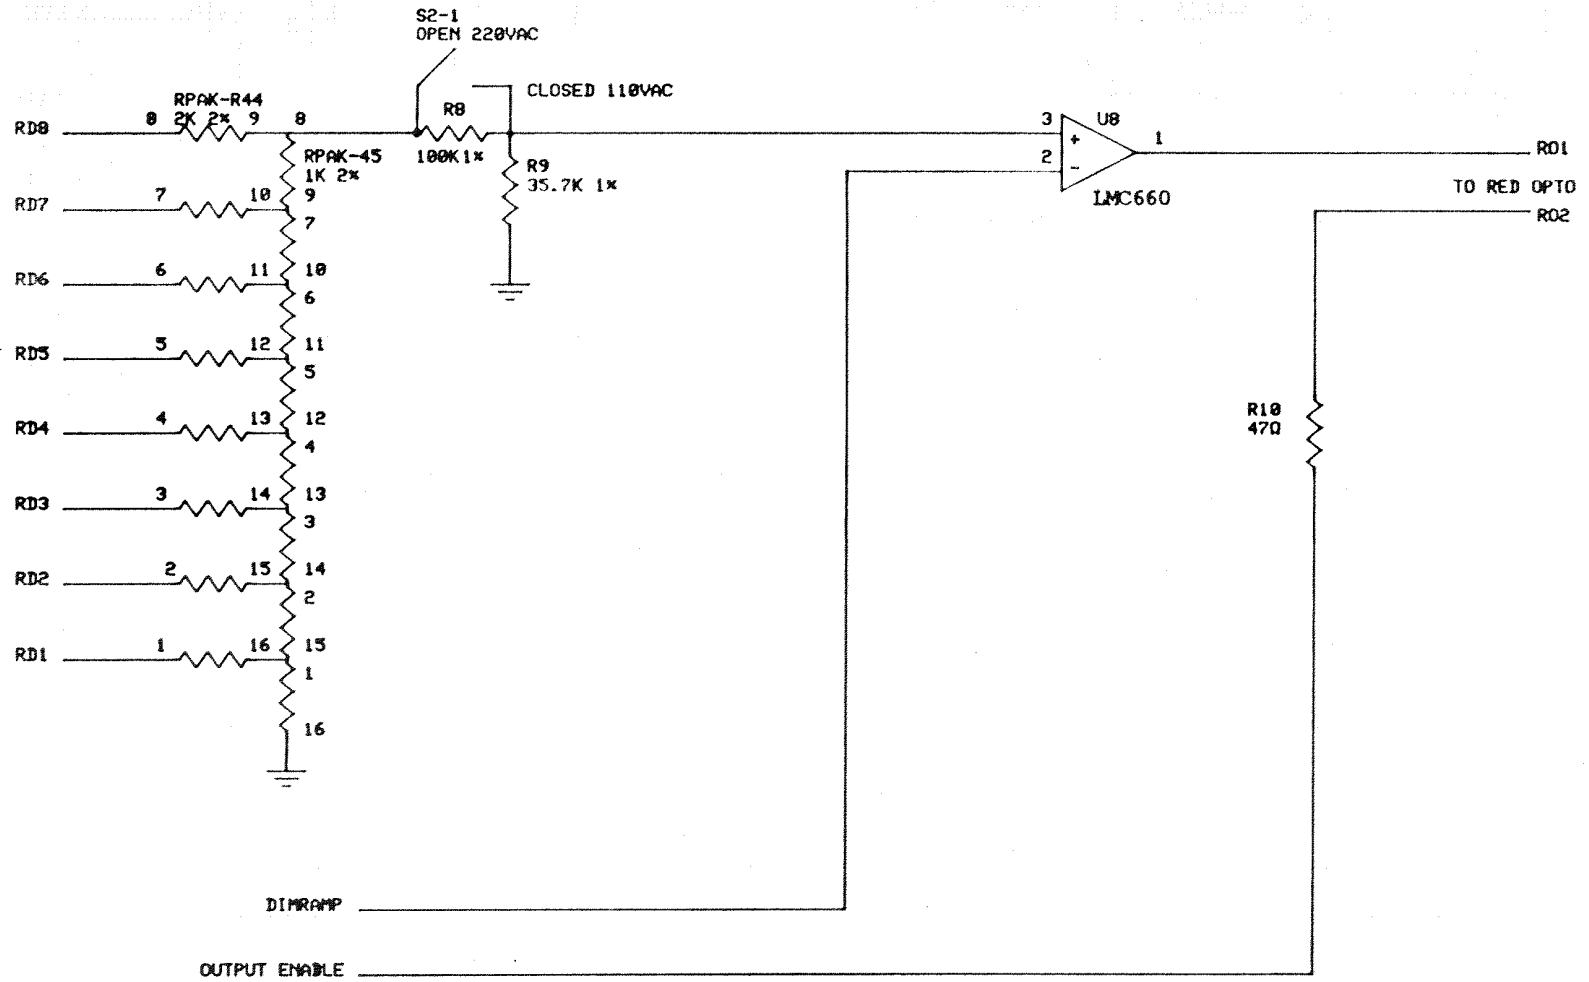 S2-1
OPEN 220VAC
CLOSED 110VAC
RPAK-R44
2K 2%
RD8
8
9
8
R8
100K1%
R9
35.7K 1%
3
2
+
-
U8
1
LMC660
RO1
TO RED OPTO
RO2
RPAK-45
1K 2%
RD7
7
10
9
7
RD6
6
11
10
6
RD5
5
12
11
5
RD4
4
13
12
4
R10
47Ω
RD3
3
14
13
3
RD2
2
15
14
2
RD1
1
16
15
1
16
DIMRAMP
OUTPUT ENABLE